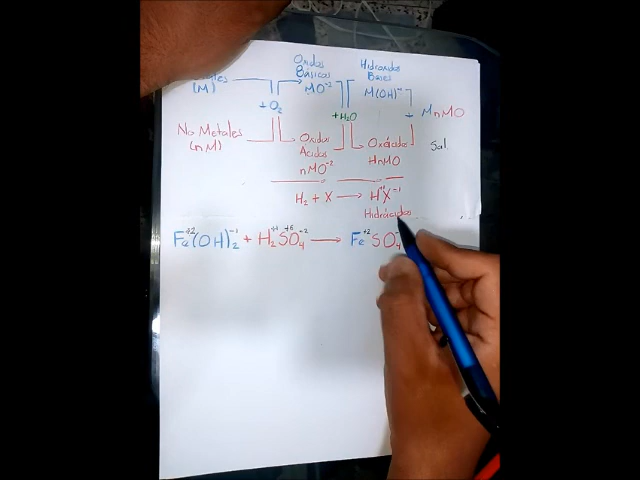 Óxidos Hidróxidos
Básicos Bases
(M) MO⁻² M(OH)⁻¹
+O₂ +H₂O + MnMO
No Metales Óxidos Oxácidos Sal
(nM) Ácidos HnMO
nMO⁻²
H₂ + X → H⁺¹X⁻¹
Hidrácidos
Fe⁺²(OH)₂⁻¹ + H₂⁺¹S⁺⁶O₄⁻² → Fe⁺²SO₄